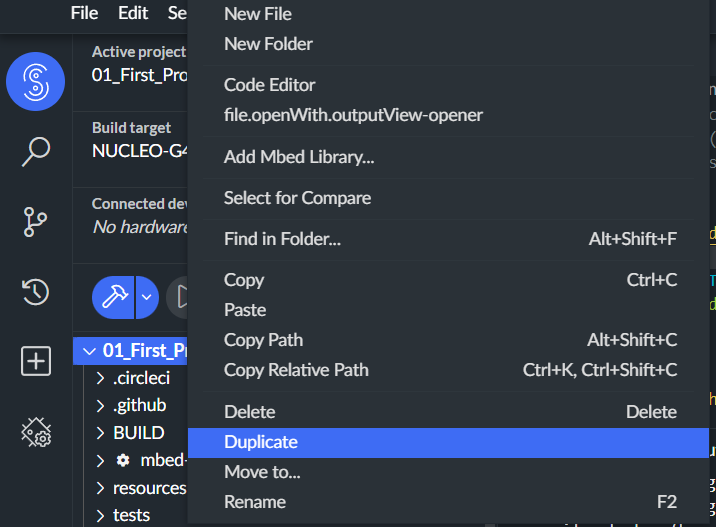 File Edit Se
Active project
01_First_Pro
Build target
NUCLEO-G4
Connected dev
No hardware
01_First_Pr
.circleci
.github
BUILD
mbed-
resources
tests
New File
New Folder
Code Editor
file.openWith.outputView-opener
Add Mbed Library...
Select for Compare
Find in Folder... Alt+Shift+F
Copy Ctrl+C
Paste
Copy Path Alt+Shift+C
Copy Relative Path Ctrl+K, Ctrl+Shift+C
Delete Delete
Duplicate
Move to...
Rename F2